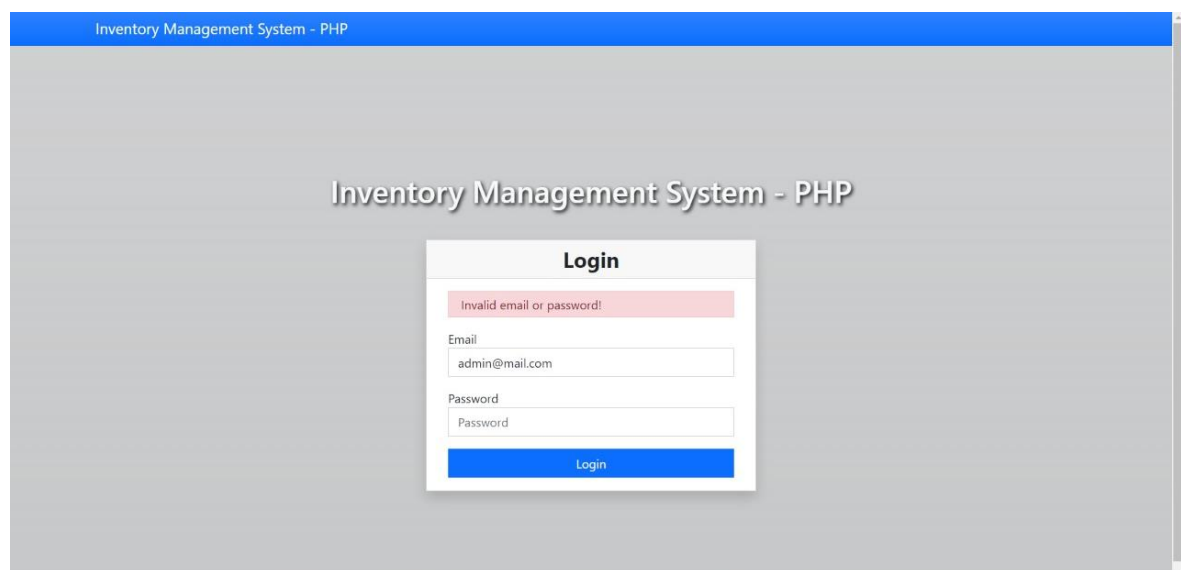 Inventory Management System - PHP
Inventory Management System - PHP
Login
Invalid email or password!
Email
admin@mail.com
Password
Password
Login